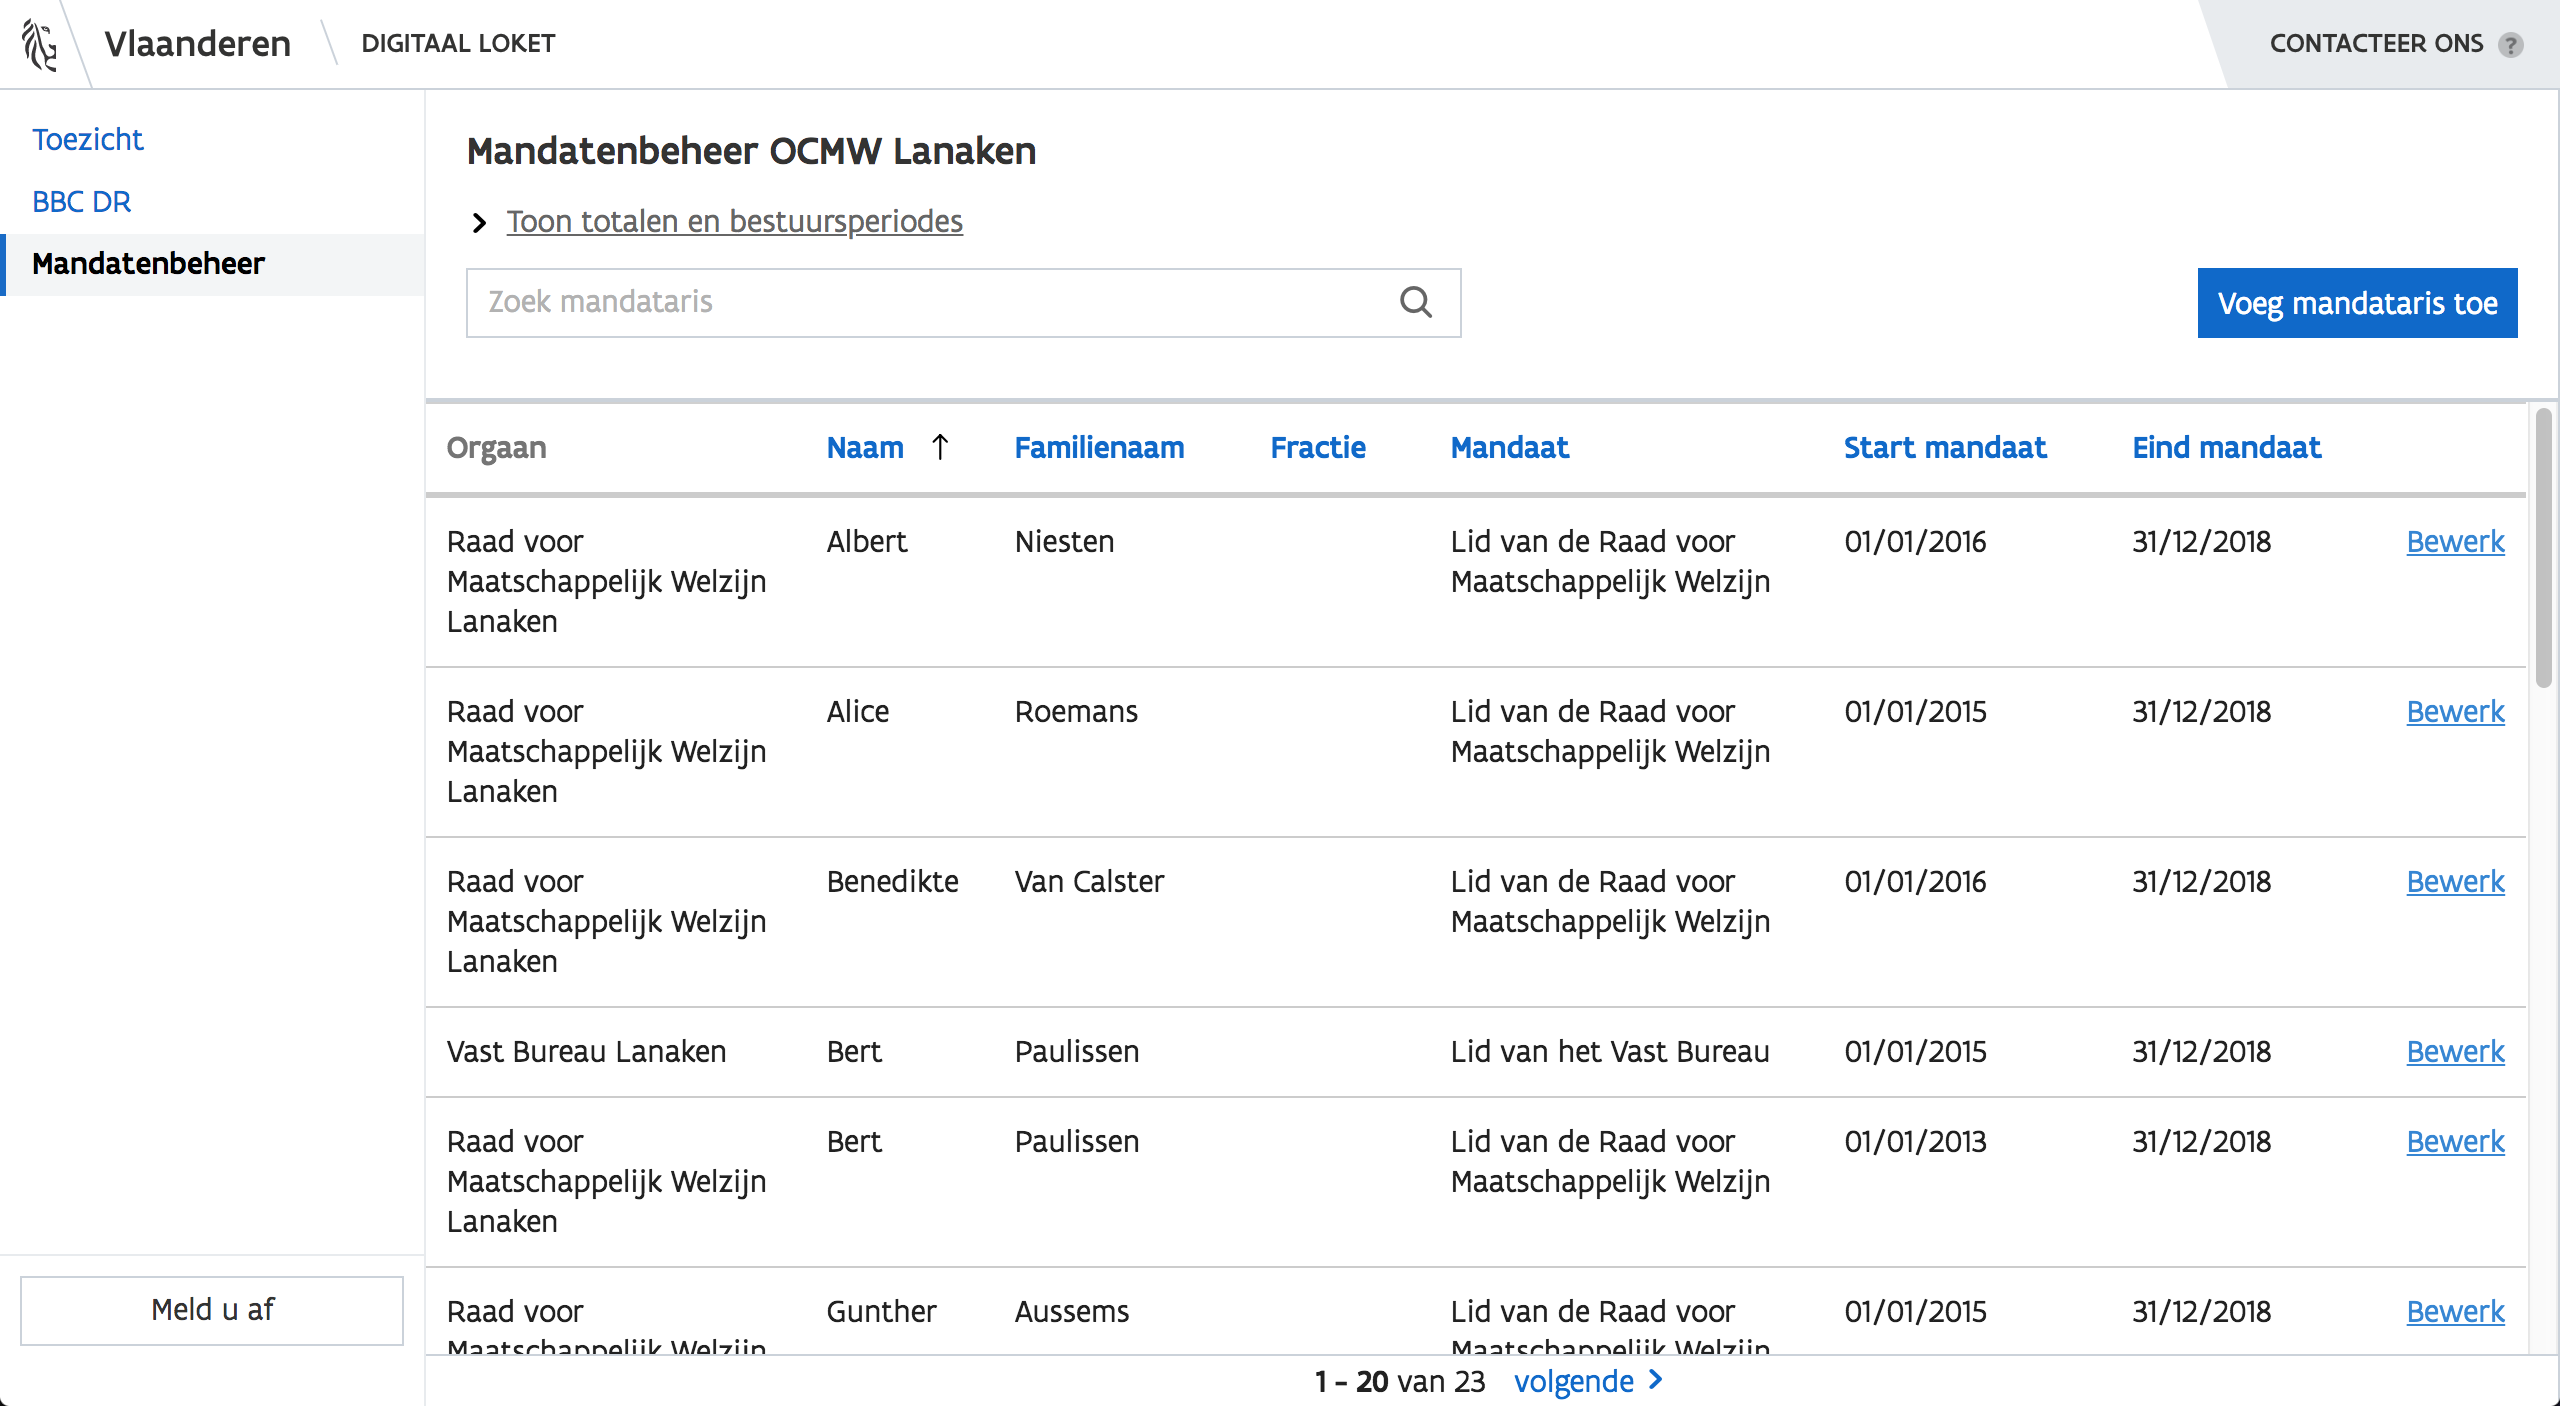 Vlaanderen DIGITAAL LOKET CONTACTEER ONS ?
Toezicht
BBC DR
Mandatenbeheer
Meld u af
Mandatenbeheer OCMW Lanaken
Toon totalen en bestuursperiodes
Zoek mandataris
Voeg mandataris toe
Orgaan Naam ↑ Familienaam Fractie Mandaat Start mandaat Eind mandaat
Raad voor Albert Niesten Lid van de Raad voor 01/01/2016 31/12/2018 Bewerk
Maatschappelijk Welzijn Maatschappelijk Welzijn
Lanaken
Raad voor Alice Roemans Lid van de Raad voor 01/01/2015 31/12/2018 Bewerk
Maatschappelijk Welzijn Maatschappelijk Welzijn
Lanaken
Raad voor Benedikte Van Calster Lid van de Raad voor 01/01/2016 31/12/2018 Bewerk
Maatschappelijk Welzijn Maatschappelijk Welzijn
Lanaken
Vast Bureau Lanaken Bert Paulissen Lid van het Vast Bureau 01/01/2015 31/12/2018 Bewerk
Raad voor Bert Paulissen Lid van de Raad voor 01/01/2013 31/12/2018 Bewerk
Maatschappelijk Welzijn Maatschappelijk Welzijn
Lanaken
Raad voor Gunther Aussems Lid van de Raad voor 01/01/2015 31/12/2018 Bewerk
Maatschappelijk Welzijn Maatschappelijk Welzijn
1 - 20 van 23 volgende